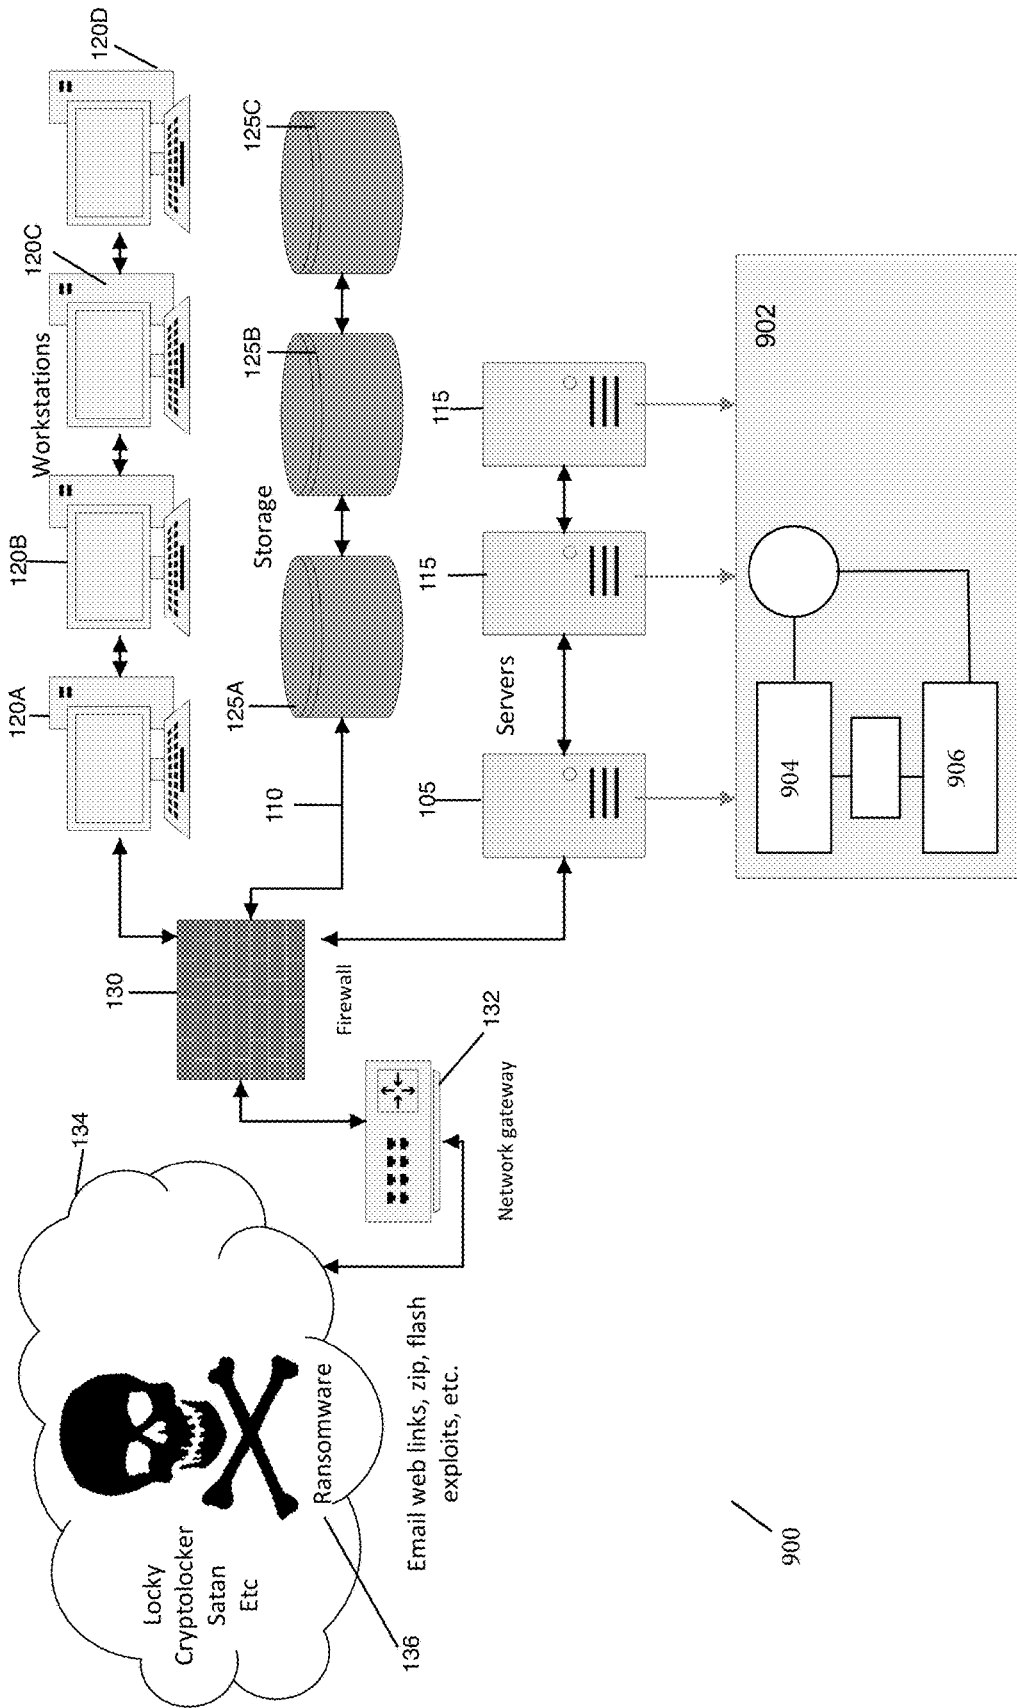 134
Locky
Cryptolocker
Satan
Etc
Ransomware
136
Email web links, zip, flash
exploits, etc.
Network gateway
132
130
Firewall
120A
120B
Workstations
120C
120D
110
125A
Storage
125B
125C
105
Servers
115
115
902
904
906
900